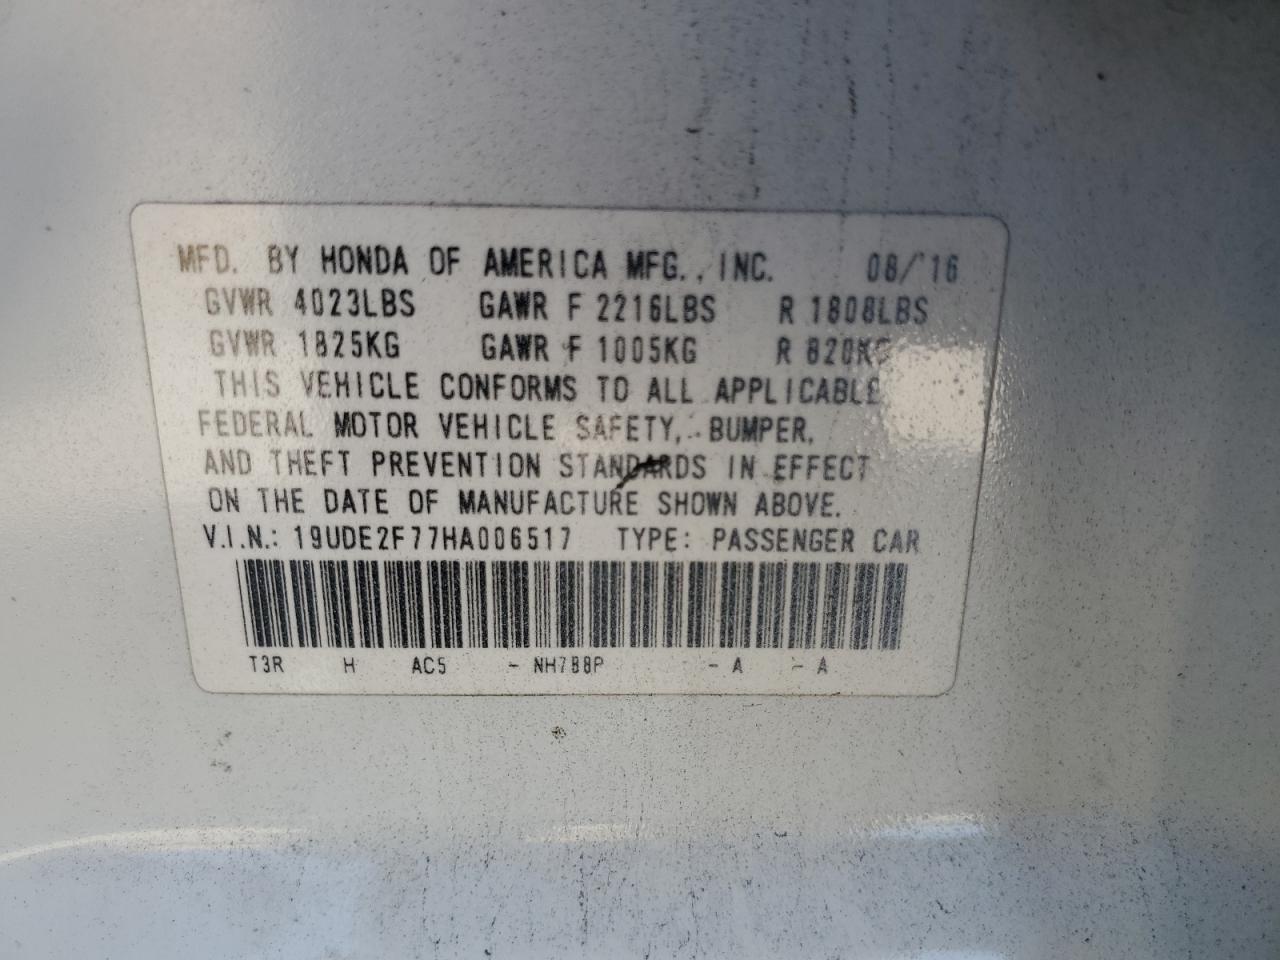 MFD. BY HONDA OF AMERICA MFG., INC. 08/'16
GVWR 4023LBS GAWR F 2216LBS R 1808LBS
GVWR 1825KG GAWR F 1005KG R 820KG
THIS VEHICLE CONFORMS TO ALL APPLICABLE
FEDERAL MOTOR VEHICLE SAFETY, BUMPER,
AND THEFT PREVENTION STANDARDS IN EFFECT
ON THE DATE OF MANUFACTURE SHOWN ABOVE.
V.I.N.: 19UDE2F77HA006517 TYPE: PASSENGER CAR
T3R H AC5 - NH788P - A - A